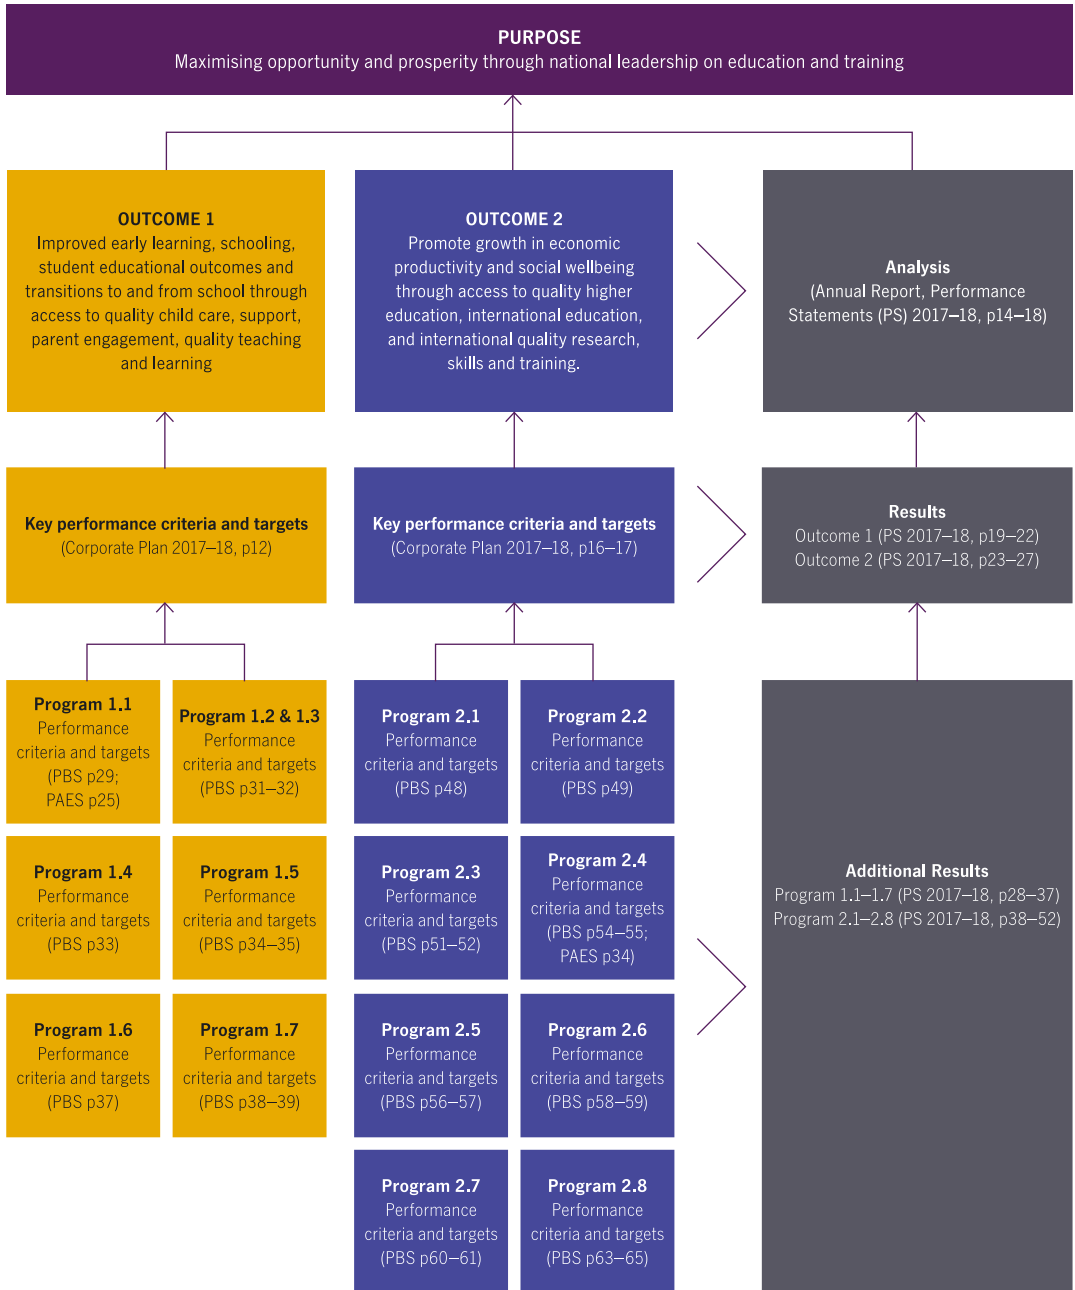 PURPOSE
Maximising opportunity and prosperity through national leadership on education and training
OUTCOME 1
Improved early learning, schooling,
student educational outcomes and
transitions to and from school through
access to quality child care, support,
parent engagement, quality teaching
and learning
OUTCOME 2
Promote growth in economic
productivity and social wellbeing
through access to quality higher
education, international education,
and international quality research,
skills and training.
Analysis
(Annual Report, Performance
Statements (PS) 2017–18, p14–18)
Key performance criteria and targets
(Corporate Plan 2017–18, p12)
Key performance criteria and targets
(Corporate Plan 2017–18, p16–17)
Results
Outcome 1 (PS 2017–18, p19–22)
Outcome 2 (PS 2017–18, p23–27)
Program 1.1
Performance
criteria and targets
(PBS p29;
PAES p25)
Program 1.2 & 1.3
Performance
criteria and targets
(PBS p31–32)
Program 2.1
Performance
criteria and targets
(PBS p48)
Program 2.2
Performance
criteria and targets
(PBS p49)
Program 1.4
Performance
criteria and targets
(PBS p33)
Program 1.5
Performance
criteria and targets
(PBS p34–35)
Program 2.3
Performance
criteria and targets
(PBS p51–52)
Program 2.4
Performance
criteria and targets
(PBS p54–55;
PAES p34)
Additional Results
Program 1.1–1.7 (PS 2017–18, p28–37)
Program 2.1–2.8 (PS 2017–18, p38–52)
Program 1.6
Performance
criteria and targets
(PBS p37)
Program 1.7
Performance
criteria and targets
(PBS p38–39)
Program 2.5
Performance
criteria and targets
(PBS p56–57)
Program 2.6
Performance
criteria and targets
(PBS p58–59)
Program 2.7
Performance
criteria and targets
(PBS p60–61)
Program 2.8
Performance
criteria and targets
(PBS p63–65)